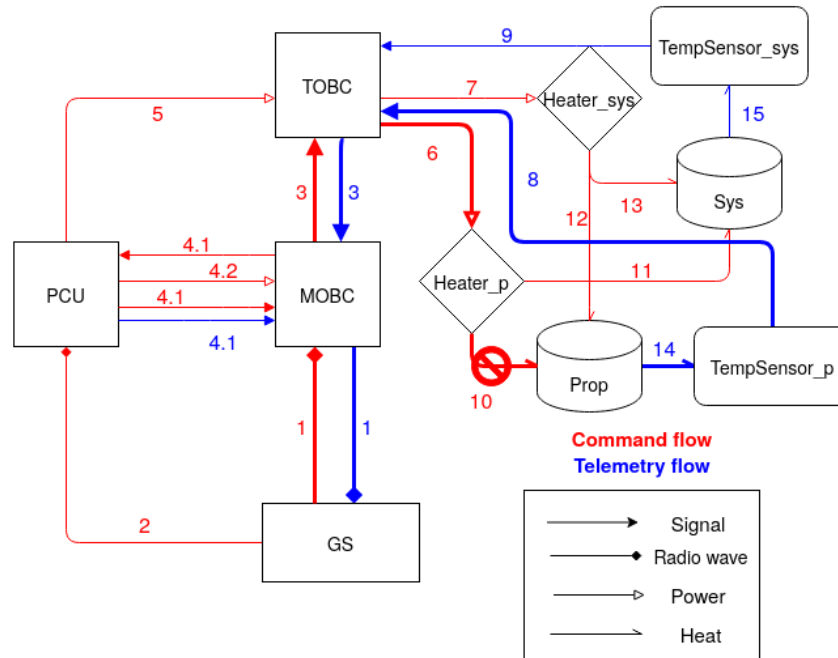 9
TempSensor_sys
TOBC
7
Heater_sys
5
15
6
8
3
3
13
Sys
12
4.1
4.2
11
PCU
MOBC
Heater_p
4.1
4.1
14
Prop
TempSensor_p
10
1
1
Command flow
Telemetry flow
2
GS
Signal
Radio wave
Power
Heat